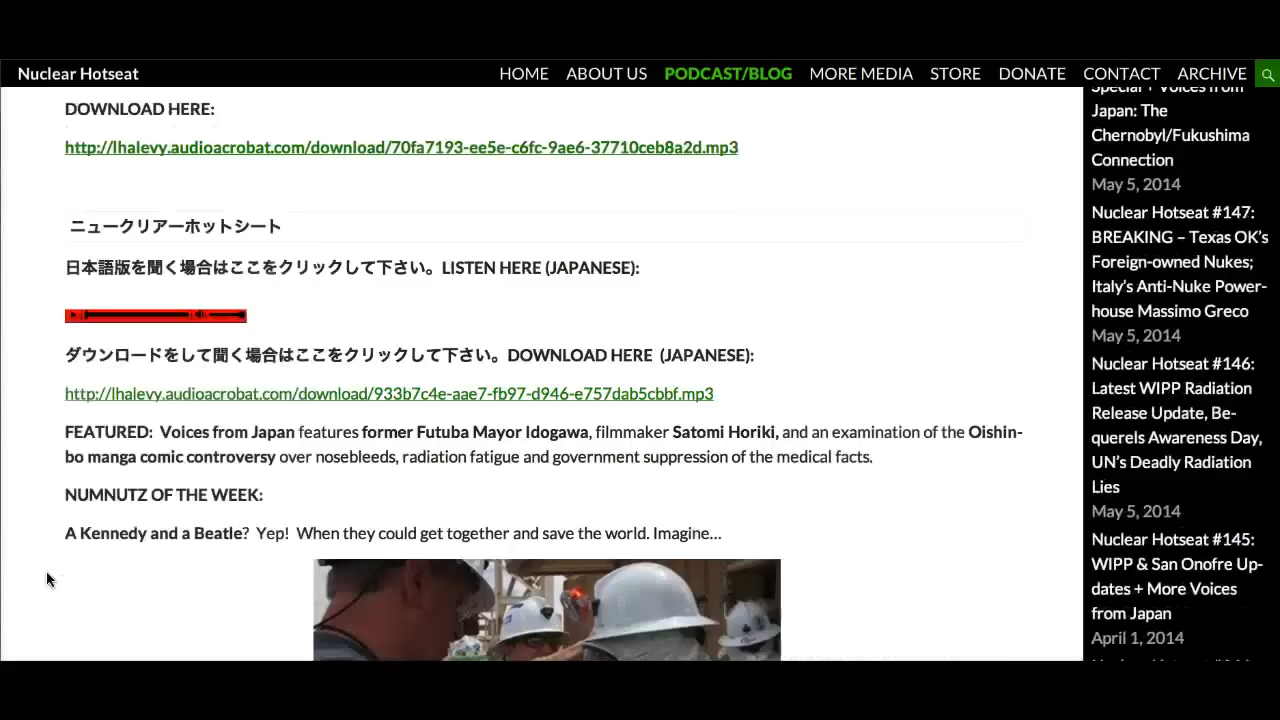 Nuclear Hotseat
HOME ABOUT US PODCAST/BLOG MORE MEDIA STORE DONATE CONTACT ARCHIVE
DOWNLOAD HERE:
http://lhalevy.audioacrobat.com/download/70fa7193-ee5e-c6fc-9ae6-37710ceb8a2d.mp3
ニュークリアーホットシート
日本語版を聞く場合はここをクリックして下さい。LISTEN HERE (JAPANESE):
ダウンロードをして聞く場合はここをクリックして下さい。DOWNLOAD HERE (JAPANESE):
http://lhalevy.audioacrobat.com/download/933b7c4e-aae7-fb97-d946-e757dab5cbbf.mp3
FEATURED: Voices from Japan features former Futuba Mayor Idogawa, filmmaker Satomi Horiki, and an examination of the Oishin-
bo manga comic controversy over nosebleeds, radiation fatigue and government suppression of the medical facts.
NUMNUTZ OF THE WEEK:
A Kennedy and a Beatle? Yep! When they could get together and save the world. Imagine...
Special + Voices from
Japan: The
Chernobyl/Fukushima
Connection
May 5, 2014
Nuclear Hotseat #147:
BREAKING – Texas OK's
Foreign-owned Nukes;
Italy's Anti-Nuke Power-
house Massimo Greco
May 5, 2014
Nuclear Hotseat #146:
Latest WIPP Radiation
Release Update, Be-
querels Awareness Day,
UN's Deadly Radiation
Lies
May 5, 2014
Nuclear Hotseat #145:
WIPP & San Onofre Up-
dates + More Voices
from Japan
April 1, 2014